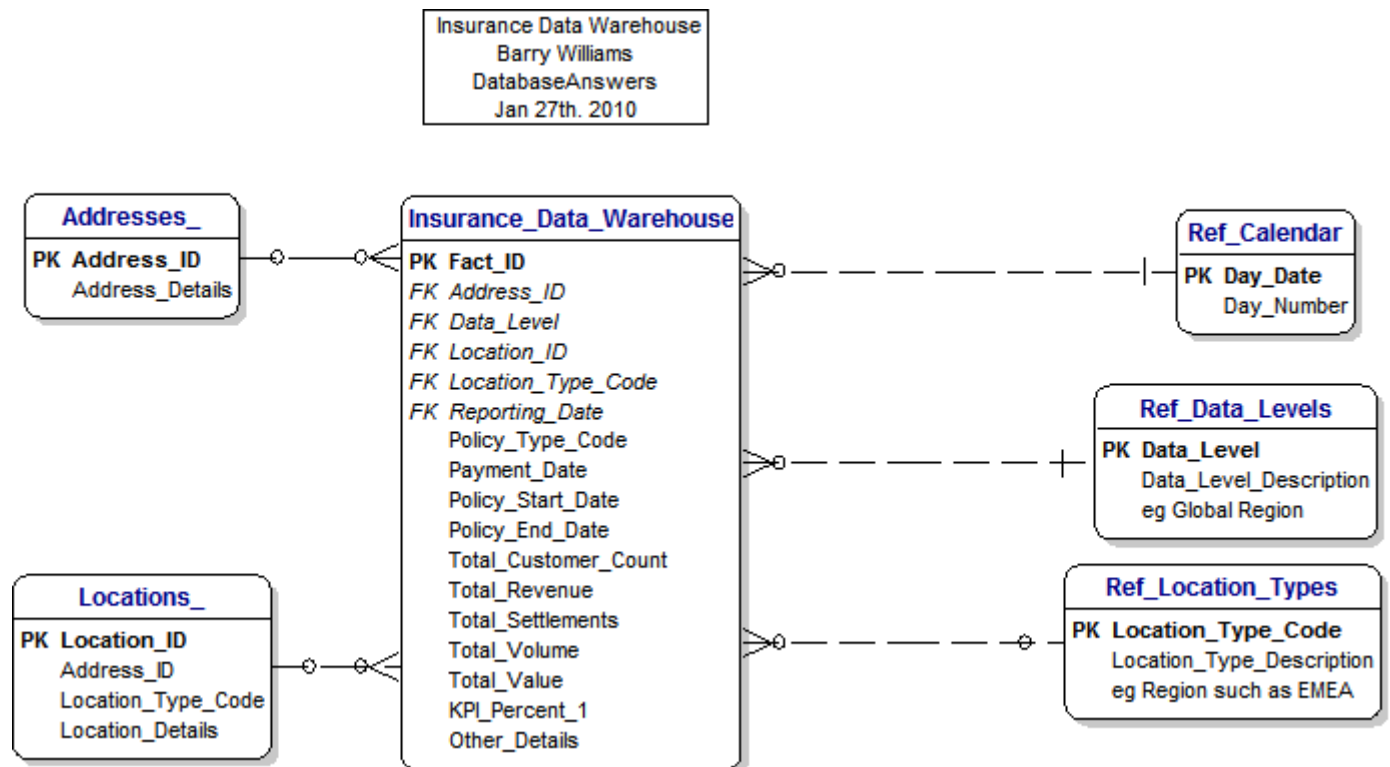 Insurance Data Warehouse
Barry Williams
DatabaseAnswers
Jan 27th. 2010
Addresses_
PK Address_ID
Address_Details
Insurance_Data_Warehouse
PK Fact_ID
FK Address_ID
FK Data_Level
FK Location_ID
FK Location_Type_Code
FK Reporting_Date
Policy_Type_Code
Payment_Date
Policy_Start_Date
Policy_End_Date
Total_Customer_Count
Total_Revenue
Total_Settlements
Total_Volume
Total_Value
KPI_Percent_1
Other_Details
Ref_Calendar
PK Day_Date
Day_Number
Ref_Data_Levels
PK Data_Level
Data_Level_Description
eg Global Region
Locations_
PK Location_ID
Address_ID
Location_Type_Code
Location_Details
Ref_Location_Types
PK Location_Type_Code
Location_Type_Description
eg Region such as EMEA